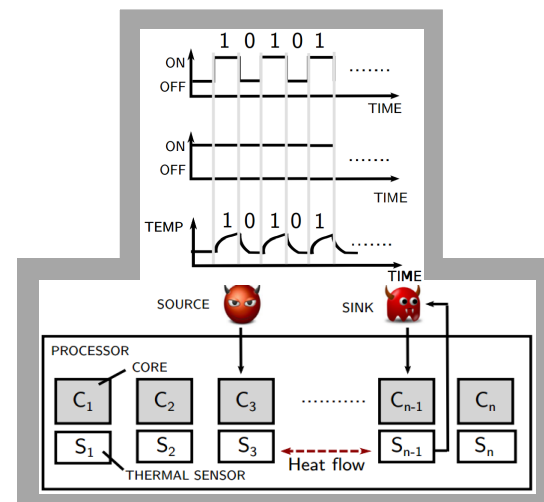 1 0 1 0 1
ON
OFF
.......
TIME
ON
OFF
.......
TIME
1 0 1 0 1
TEMP
.......
TIME
SOURCE
SINK
PROCESSOR
CORE
C1 C2 C3 .......... Cn-1 Cn
S1 S2 S3 Sn-1 Sn
Heat flow
THERMAL SENSOR